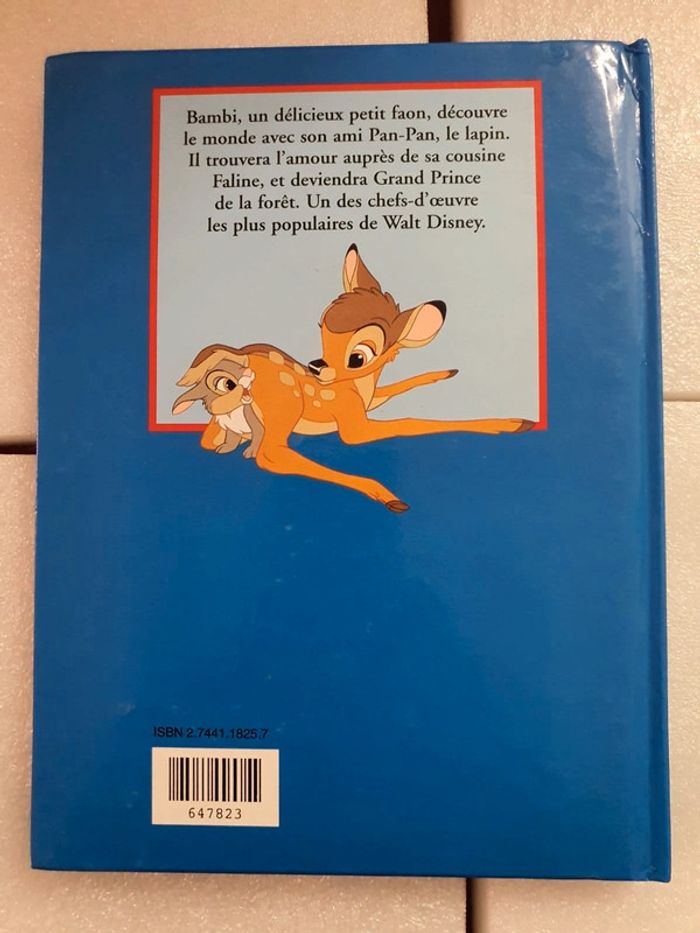 Bambi, un délicieux petit faon, découvre
le monde avec son ami Pan-Pan, le lapin.
Il trouvera l'amour auprès de sa cousine
Faline, et deviendra Grand Prince
de la forêt. Un des chefs-d'œuvre
les plus populaires de Walt Disney.
ISBN 2.7441.1825.7
647823